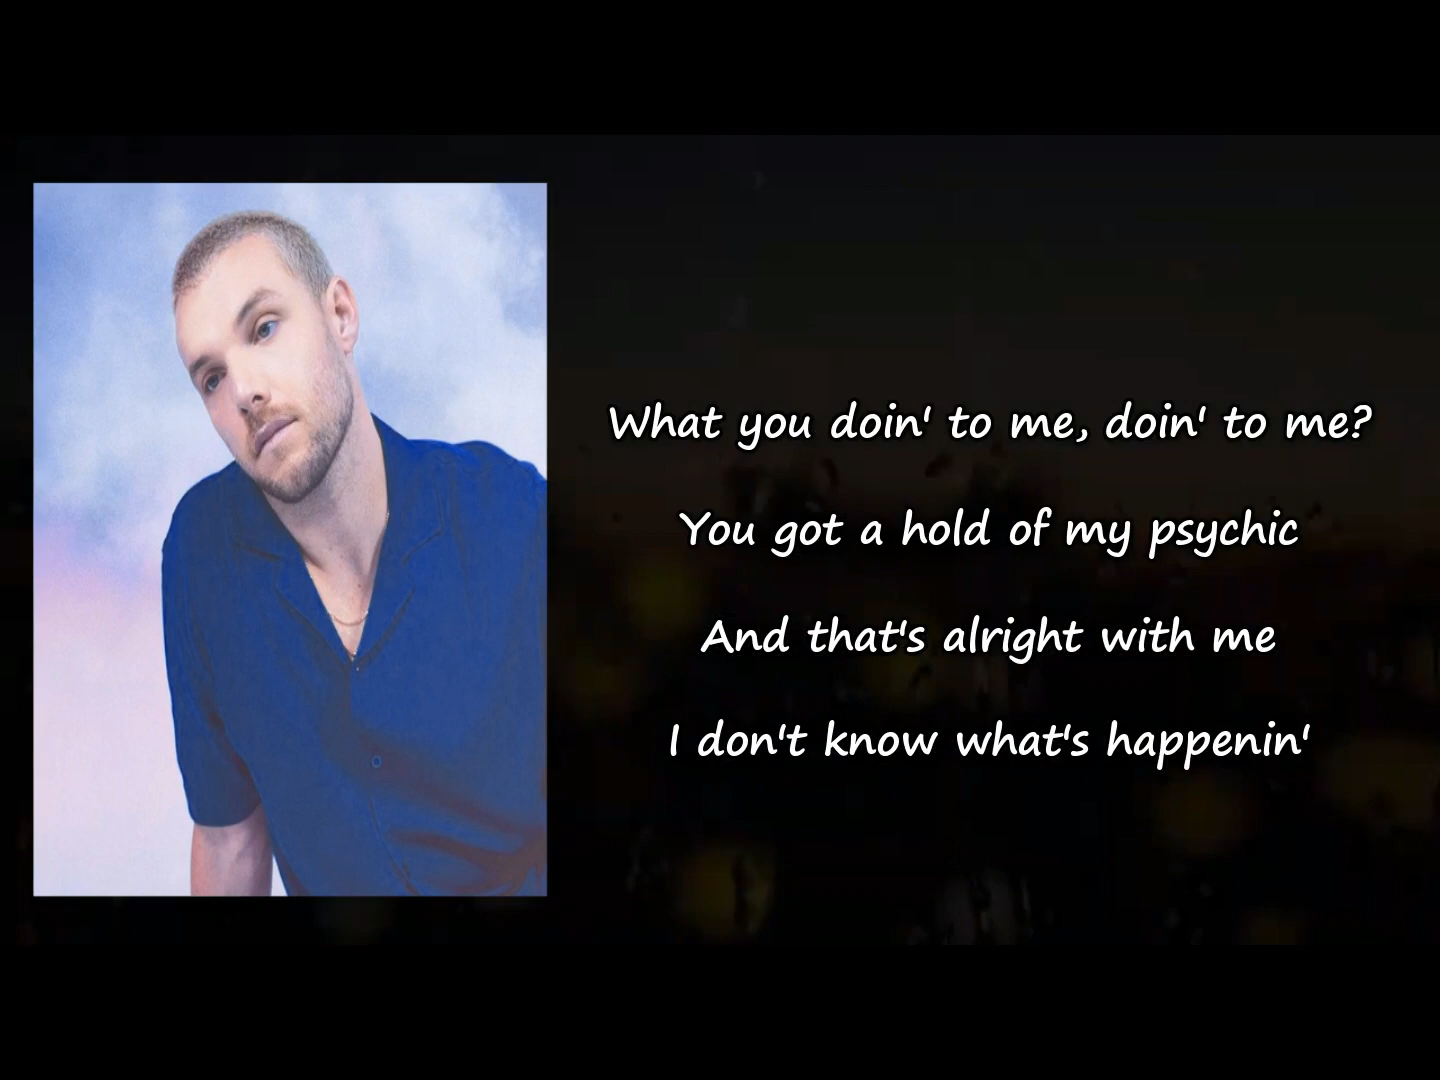 What you doin' to me, doin' to me?
You got a hold of my psychic
And that's alright with me
I don't know what's happenin'